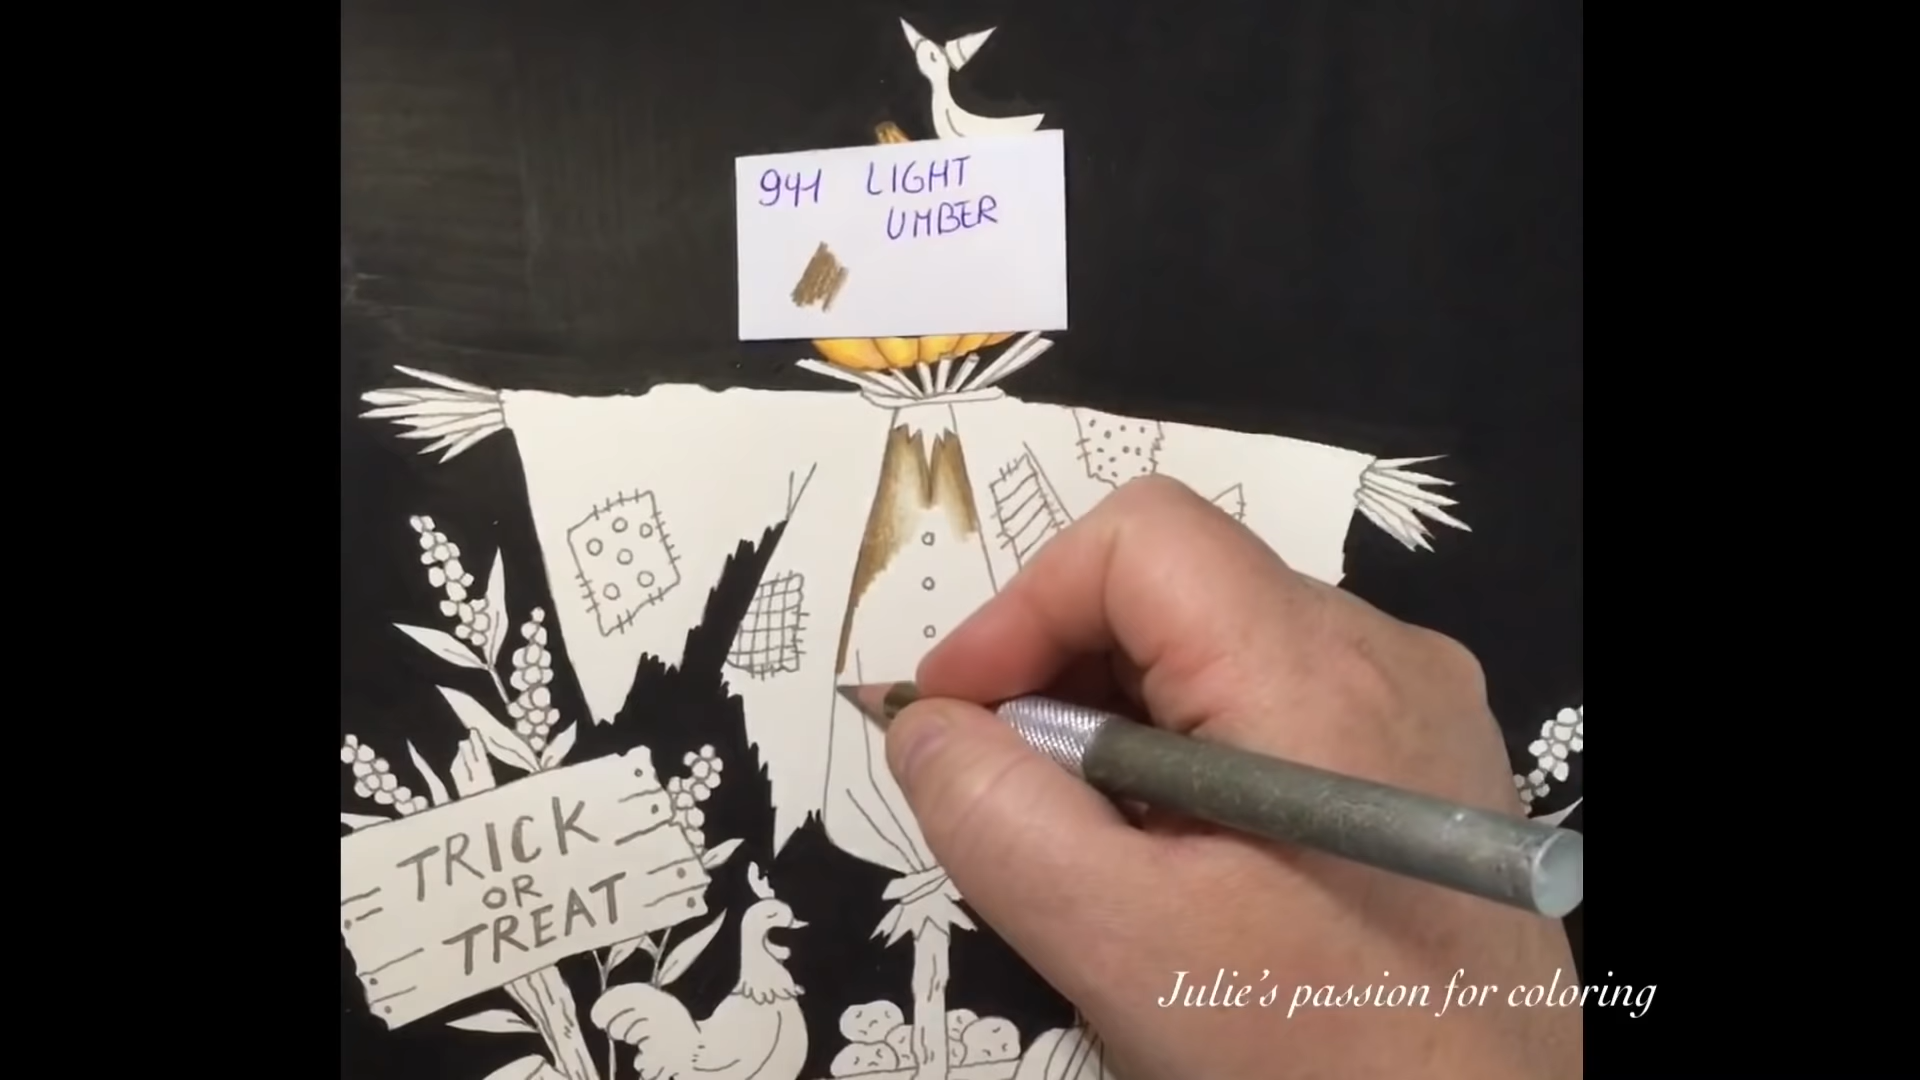 941 LIGHT
UMBER
TRICK
OR
TREAT
Julie's passion for coloring